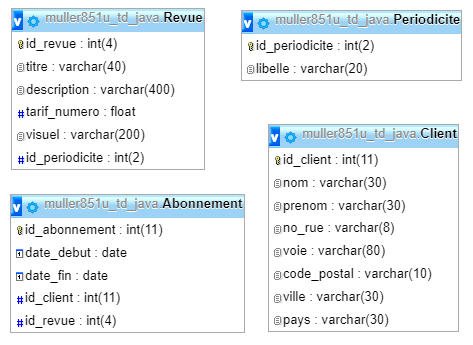 muller851u_td_java.Revue
id_revue : int(4)
titre : varchar(40)
description : varchar(400)
tarif_numero : float
visuel : varchar(200)
id_periodicite : int(2)
muller851u_td_java.Periodicite
id_periodicite : int(2)
libelle : varchar(20)
muller851u_td_java.Client
id_client : int(11)
nom : varchar(30)
prenom : varchar(30)
no_rue : varchar(8)
voie : varchar(80)
code_postal : varchar(10)
ville : varchar(30)
pays : varchar(30)
muller851u_td_java.Abonnement
id_abonnement : int(11)
date_debut : date
date_fin : date
id_client : int(11)
id_revue : int(4)